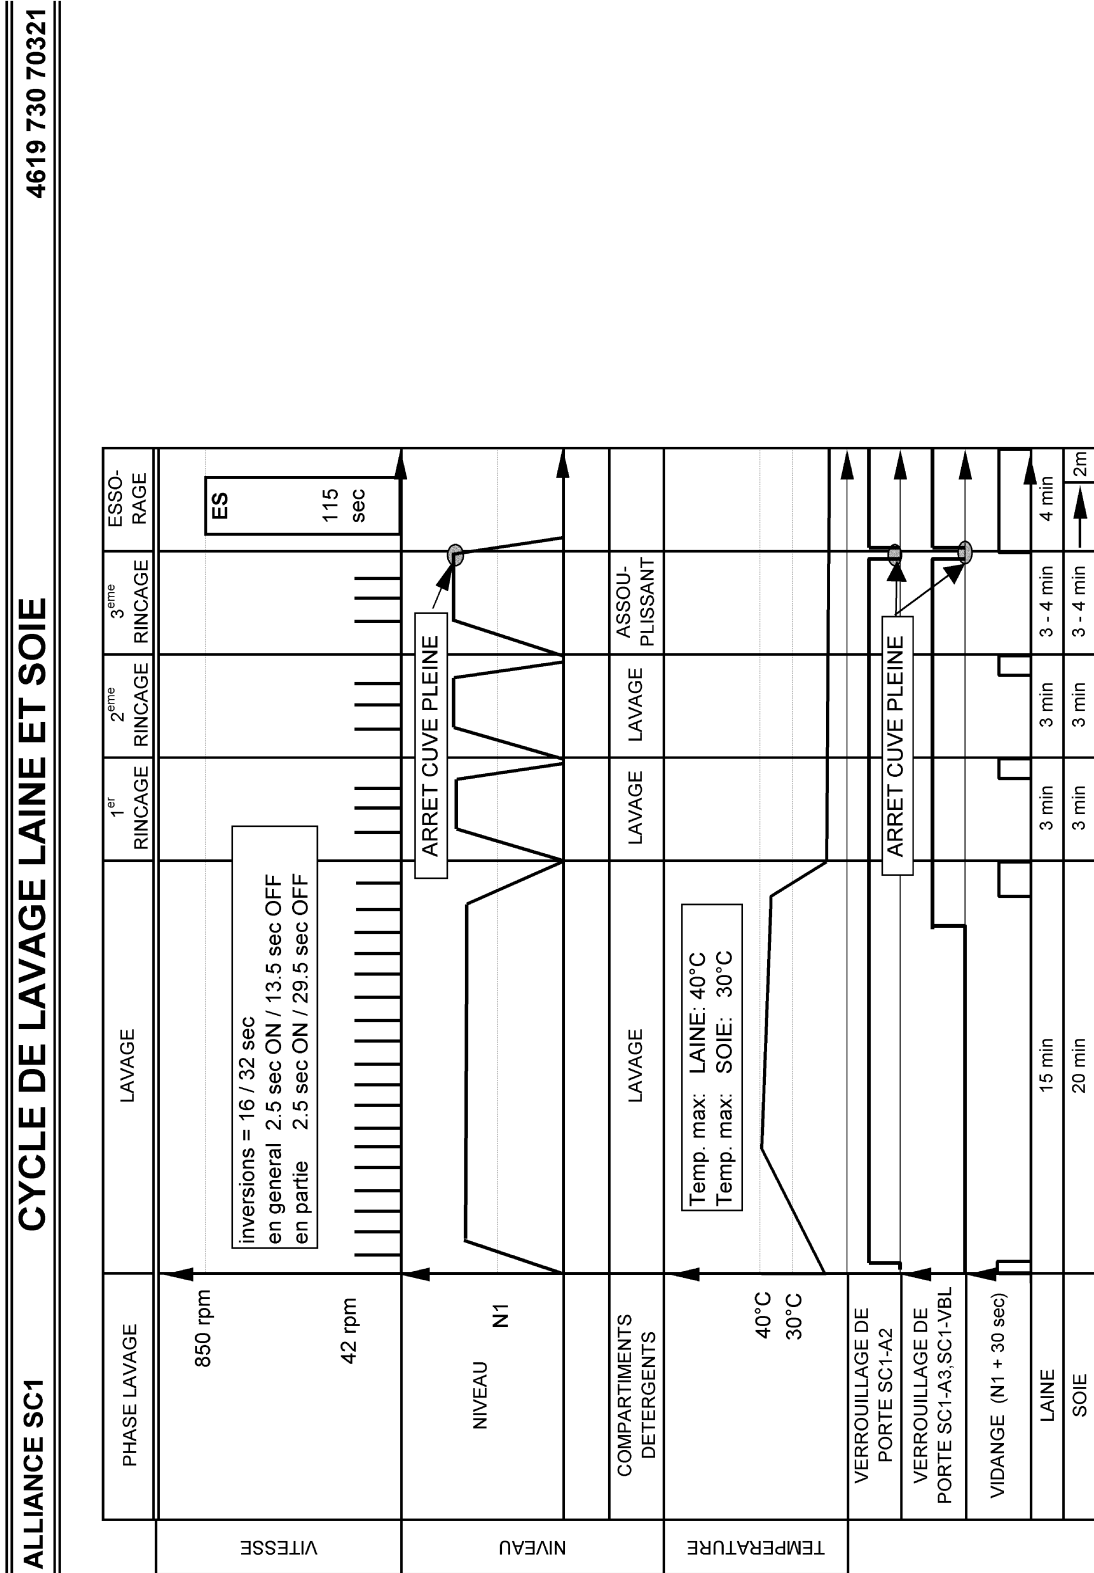 ALLIANCE SC1 CYCLE DE LAVAGE LAINE ET SOIE 4619 730 70321
PHASE LAVAGE
LAVAGE
1er
RINCAGE
2eme
RINCAGE
3eme
RINCAGE
ESSO-
RAGE
VITESSE
850 rpm
42 rpm
inversions = 16 / 32 sec
en general 2.5 sec ON / 13.5 sec OFF
en partie 2.5 sec ON / 29.5 sec OFF
ES
115
sec
NIVEAU
NIVEAU
N1
ARRET CUVE PLEINE
COMPARTIMENTS
DETERGENTS
LAVAGE
LAVAGE
LAVAGE
ASSOU-
PLISSANT
TEMPERATURE
40°C
30°C
Temp. max: LAINE: 40°C
Temp. max: SOIE: 30°C
VERROUILLAGE DE
PORTE SC1-A2
VERROUILLAGE DE
PORTE SC1-A3,SC1-VBL
ARRET CUVE PLEINE
VIDANGE (N1 + 30 sec)
LAINE 15 min 3 min 3 min 3 - 4 min 4 min
SOIE 20 min 3 min 3 min 3 - 4 min 2m